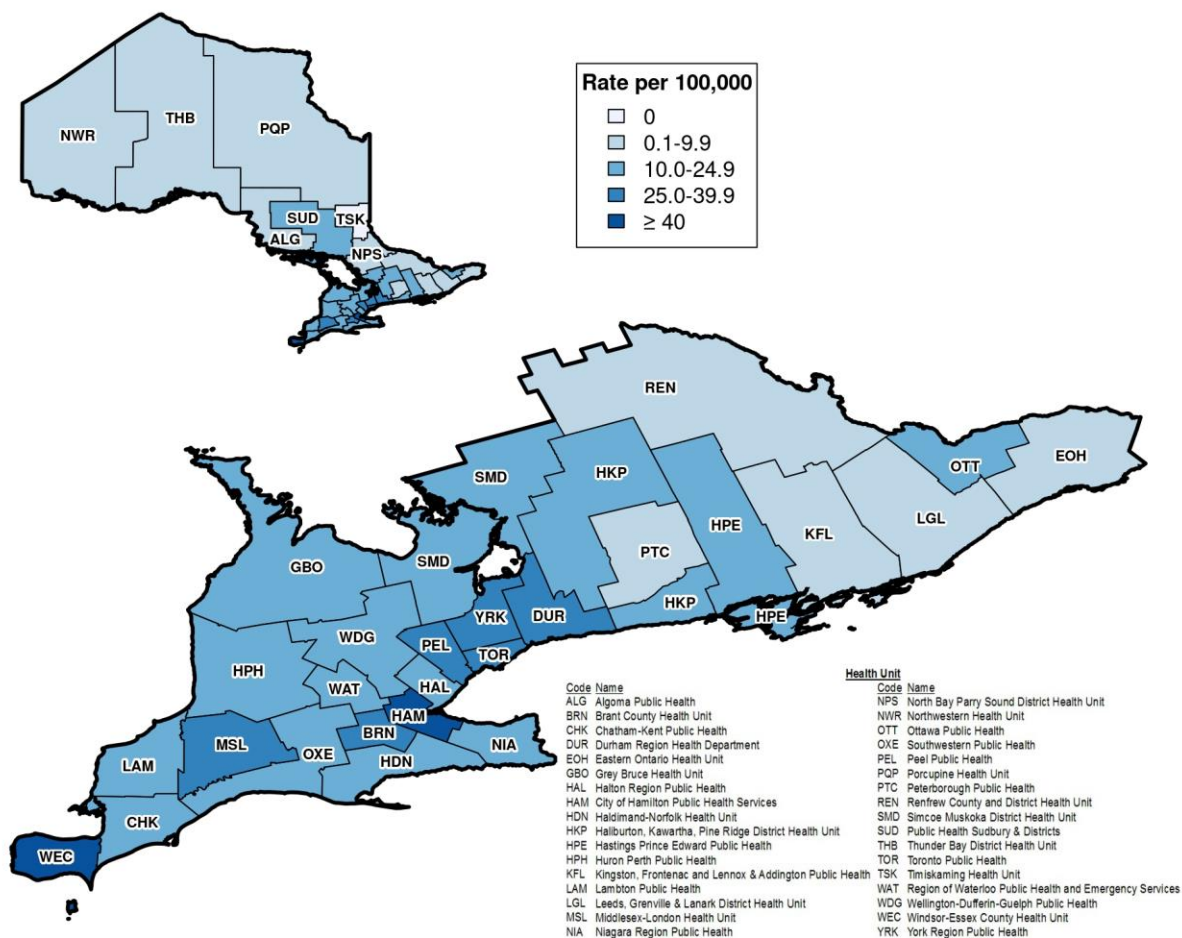 Rate per 100,000
0
0.1-9.9
10.0-24.9
25.0-39.9
≥ 40
NWR
THB
PQP
SUD
TSK
ALG
NPS
REN
SMD
HKP
OTT
EOH
HPE
LGL
KFL
PTC
GBO
SMD
HKP
HPE
YRK
DUR
WDG
PEL
TOR
HPH
WAT
HAL
HAM
MSL
BRN
NIA
OXE
HDN
LAM
CHK
WEC
Health Unit
Code Name
ALG Algoma Public Health
BRN Brant County Health Unit
CHK Chatham-Kent Public Health
DUR Durham Region Health Department
EOH Eastern Ontario Health Unit
GBO Grey Bruce Health Unit
HAL Halton Region Public Health
HAM City of Hamilton Public Health Services
HDN Haldimand-Norfolk Health Unit
HKP Haliburton, Kawartha, Pine Ridge District Health Unit
HPE Hastings Prince Edward Public Health
HPH Huron Perth Public Health
KFL Kingston, Frontenac and Lennox & Addington Public Health
LAM Lambton Public Health
LGL Leeds, Grenville & Lanark District Health Unit
MSL Middlesex-London Health Unit
NIA Niagara Region Public Health
Code Name
NPS North Bay Parry Sound District Health Unit
NWR Northwestern Health Unit
OTT Ottawa Public Health
OXE Southwestern Public Health
PEL Peel Public Health
PQP Porcupine Health Unit
PTC Peterborough Public Health
REN Renfrew County and District Health Unit
SMD Simcoe Muskoka District Health Unit
SUD Public Health Sudbury & Districts
THB Thunder Bay District Health Unit
TOR Toronto Public Health
TSK Timiskaming Health Unit
WAT Region of Waterloo Public Health and Emergency Services
WDG Wellington-Dufferin-Guelph Public Health
WEC Windsor-Essex County Health Unit
YRK York Region Public Health